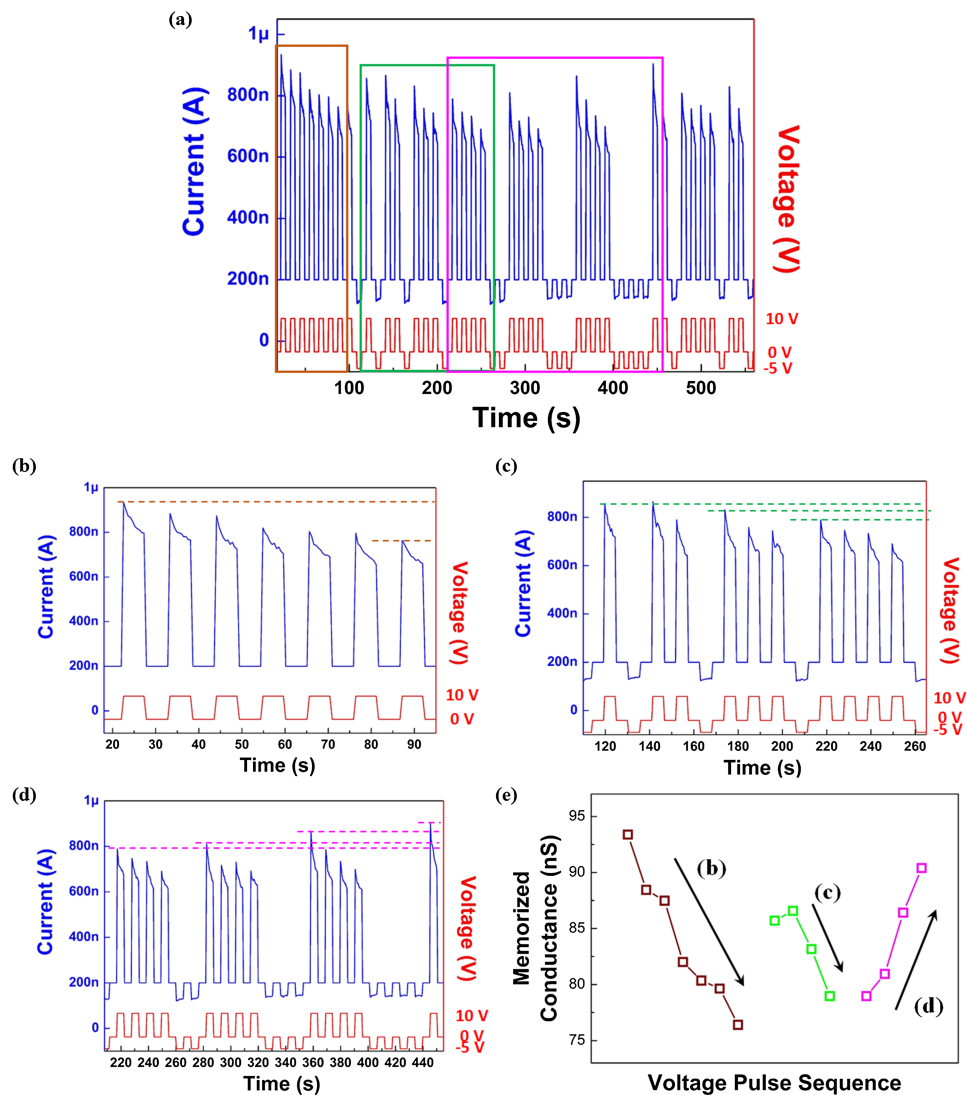 (a)
1μ
800n
600n
400n
200n
0
Current (A)
Voltage (V)
10 V
0 V
-5 V
100 200 300 400 500
Time (s)
(b)
1μ
800n
600n
400n
200n
0
Current (A)
Voltage (V)
10 V
0 V
20 30 40 50 60 70 80 90
Time (s)
(c)
800n
600n
400n
200n
0
Current (A)
Voltage (V)
10 V
0 V
-5 V
120 140 160 180 200 220 240 260
Time (s)
(d)
1μ
800n
600n
400n
200n
0
Current (A)
Voltage (V)
10 V
0 V
-5 V
220 240 260 280 300 320 340 360 380 400 420 440
Time (s)
(e)
95
90
85
80
75
Memorized
Conductance (nS)
(b)
(c)
(d)
Voltage Pulse Sequence